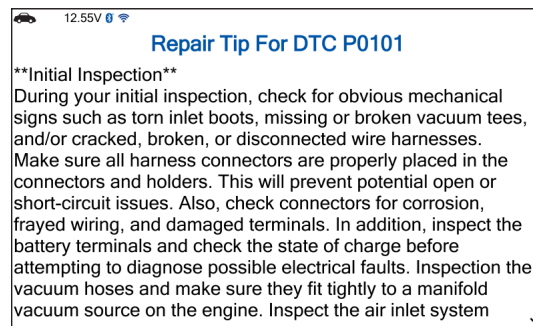 12.55V
Repair Tip For DTC P0101
**Initial Inspection**
During your initial inspection, check for obvious mechanical
signs such as torn inlet boots, missing or broken vacuum tees,
and/or cracked, broken, or disconnected wire harnesses.
Make sure all harness connectors are properly placed in the
connectors and holders. This will prevent potential open or
short-circuit issues. Also, check connectors for corrosion,
frayed wiring, and damaged terminals. In addition, inspect the
battery terminals and check the state of charge before
attempting to diagnose possible electrical faults. Inspection the
vacuum hoses and make sure they fit tightly to a manifold
vacuum source on the engine. Inspect the air inlet system